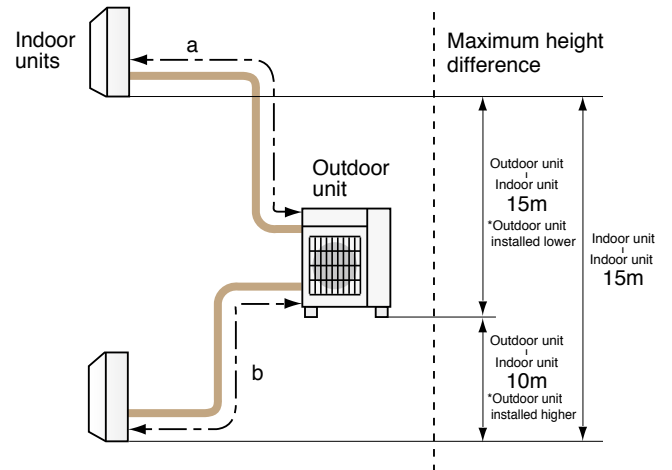 Indoor
units
a
Maximum height
difference
Outdoor
unit
Outdoor unit
Indoor unit
15m
*Outdoor unit
installed lower
Indoor unit
Indoor unit
15m
b
Outdoor unit
Indoor unit
10m
*Outdoor unit
installed higher